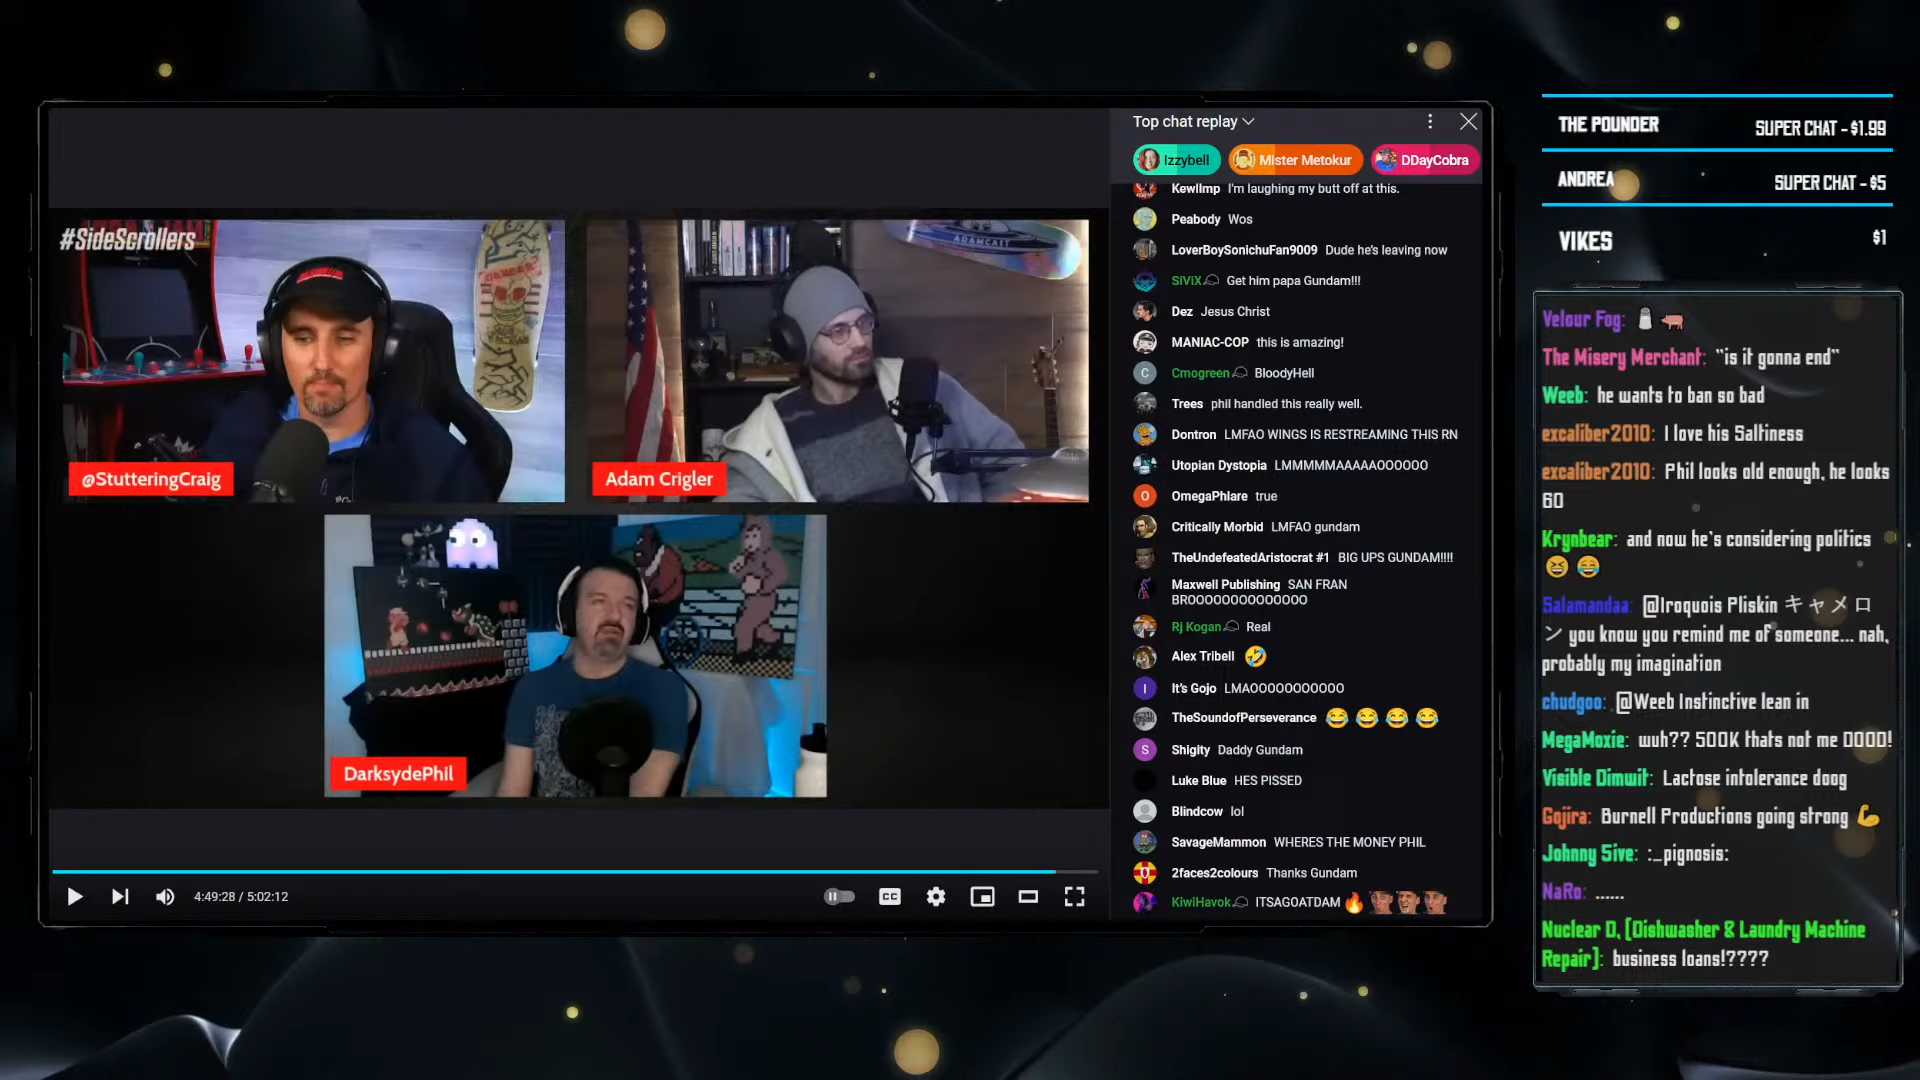 #SideScrollers
@StutteringCraig
ADAMCAST
Adam Crigler
DarksydePhil
4:49:28 / 5:02:12
CC
Top chat replay
Izzybell
Mister Metokur
DDayCobra
KewlImp I'm laughing my butt off at this.
Peabody Wos
LoverBoySonichuFan9009 Dude he's leaving now
SIViX Get him papa Gundam!!!
Dez Jesus Christ
MANIAC-COP this is amazing!
C Cmogreen BloodyHell
Trees phil handled this really well.
Dontron LMFAO WINGS IS RESTREAMING THIS RN
Utopian Dystopia LMMMMMAAAAAOOOOOO
O OmegaPhlare true
Critically Morbid LMFAO gundam
TheUndefeatedAristocrat #1 BIG UPS GUNDAM!!!!
Maxwell Publishing SAN FRAN
BROOOOOOOOOOOOOO
Rj Kogan Real
Alex Tribell 🤣
I It's Gojo LMAOOOOOOOOOOO
TheSoundofPerseverance 😂 😂 😂 😂
S Shigity Daddy Gundam
Luke Blue HES PISSED
Blindcow lol
SavageMammon WHERES THE MONEY PHIL
2faces2colours Thanks Gundam
KiwiHavok ITSAGOATDAM 🔥
THE POUNDER SUPER CHAT - $1.99
ANDREA SUPER CHAT - $5
VIKES $1
Velour Fog: 🧂🐖
The Misery Merchant: "is it gonna end"
Weeb: he wants to ban so bad
excaliber2010: I love his Saltiness
excaliber2010: Phil looks old enough, he looks
60
Krynbear: and now he's considering politics
😆 😂
Salamandaa: @Iroquois Pliskin キャメロ
ン you know you remind me of someone... nah,
probably my imagination
chudgoo: @Weeb Instinctive lean in
MegaMoxie: wuh?? 500K thats not me DOOD!
Visible Dimwit: Lactose intolerance doog
Gojira: Burnell Productions going strong 💪
Johnny 5ive: :_pignosis:
NaRo: ......
Nuclear D, [Dishwasher & Laundry Machine
Repair]: business loans!????